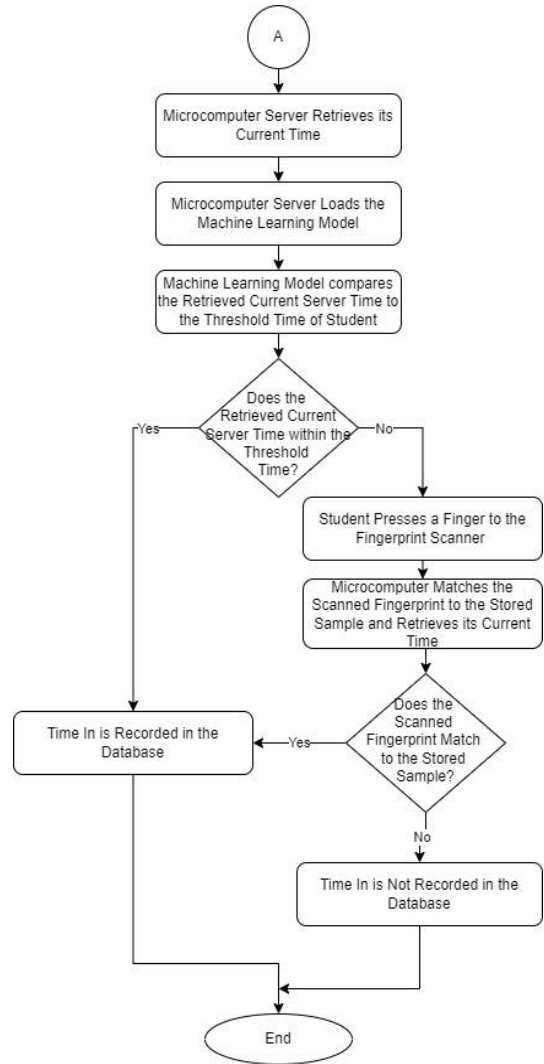 A
Microcomputer Server Retrieves its
Current Time
Microcomputer Server Loads the
Machine Learning Model
Machine Learning Model compares
the Retrieved Current Server Time to
the Threshold Time of Student
Does the
Retrieved Current
Server Time within the
Threshold
Time?
Yes
No
Student Presses a Finger to the
Fingerprint Scanner
Microcomputer Matches the
Scanned Fingerprint to the Stored
Sample and Retrieves its Current
Time
Does the
Scanned
Fingerprint Match
to the Stored
Sample?
Yes
Time In is Recorded in the
Database
No
Time In is Not Recorded in the
Database
End